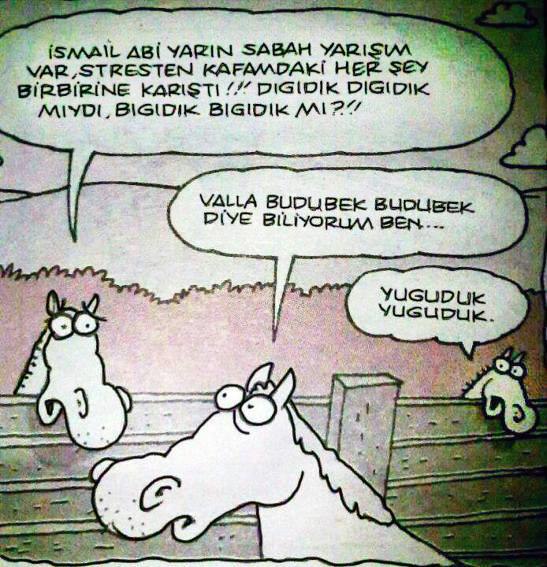 İSMAİL ABİ YARIN SABAH YARIŞIM
VAR, STRESTEN KAFAMDAKİ HER ŞEY
BİRBİRİNE KARIŞTI!!! DIGIDIK DIGIDIK
MIYDI, BIGIDIK BIGIDIK MI?!!
VALLA BUDUBEK BUDUBEK
DİYE BİLİYORUM BEN...
YUGUDUK
YUGUDUK.